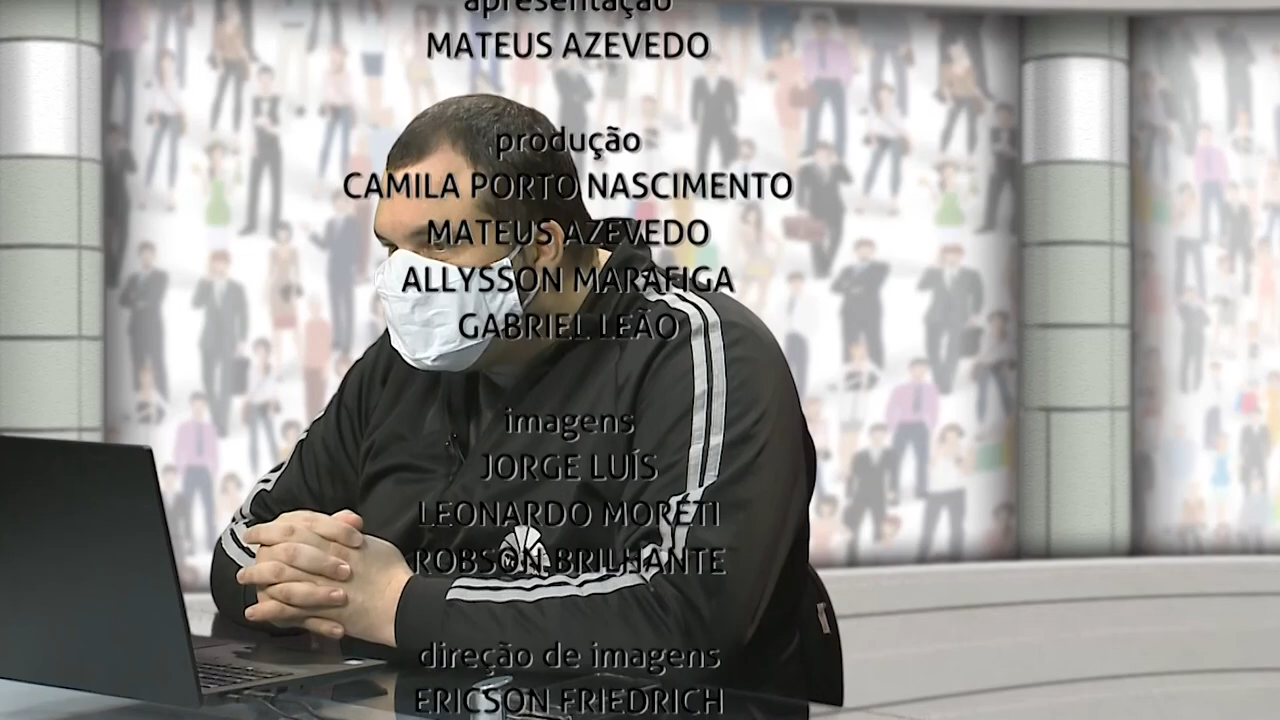 apresentação
MATEUS AZEVEDO
produção
CAMILA PORTO NASCIMENTO
MATEUS AZEVEDO
ALLYSSON MARAFIGA
GABRIEL LEÃO
imagens
JORGE LUÍS
LEONARDO MORETI
ROBSON BRILHANTE
direção de imagens
ERICSON FRIEDRICH